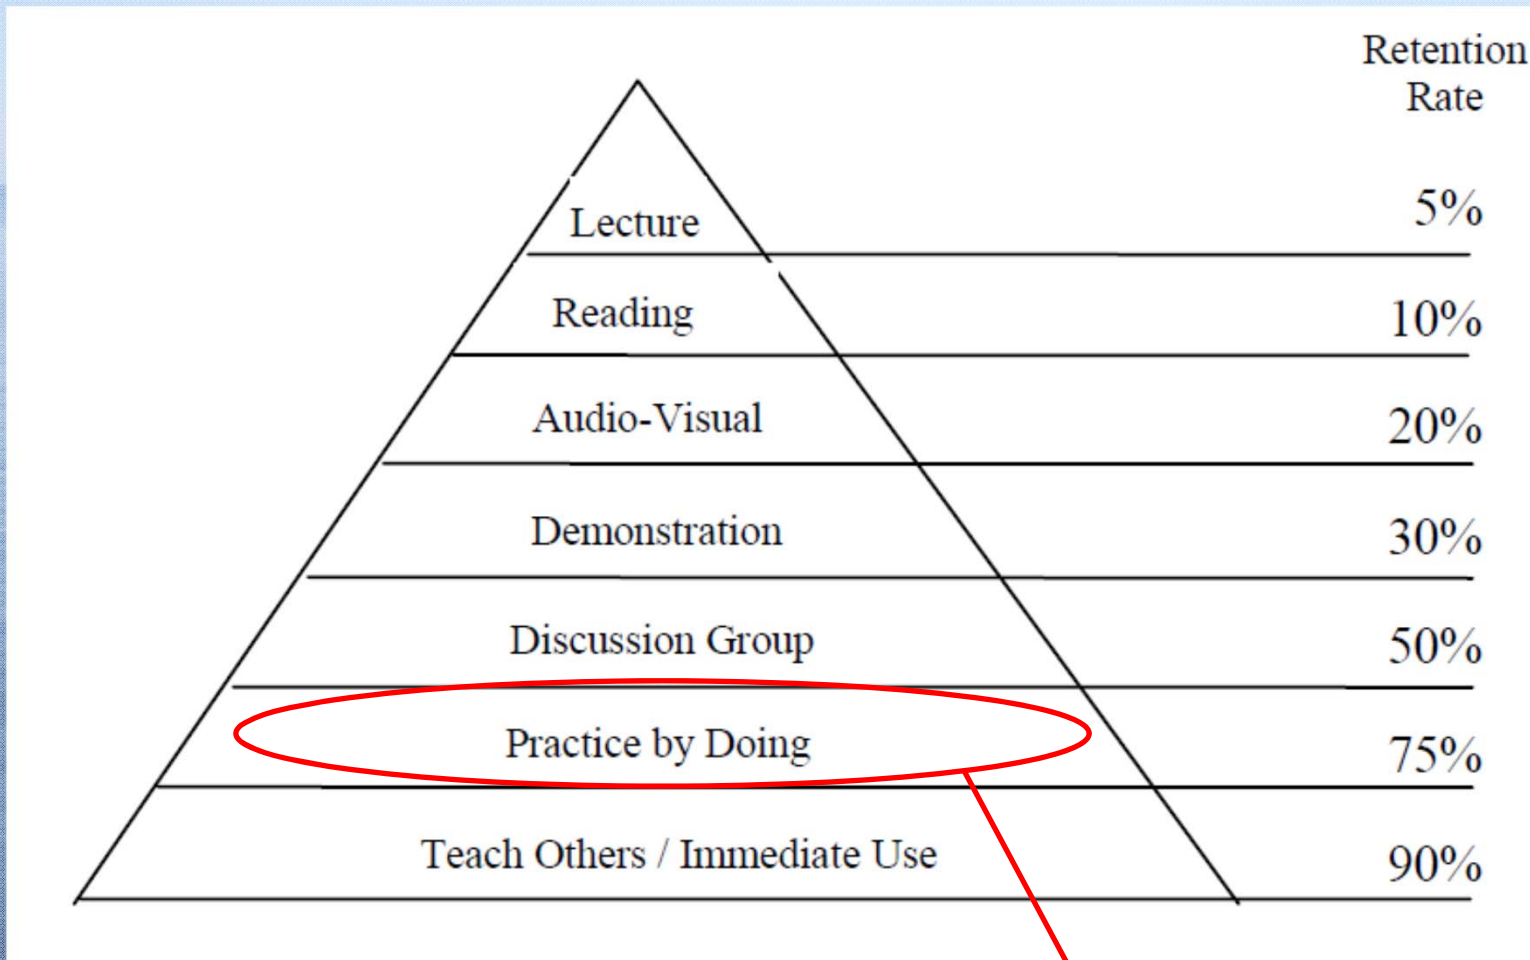 Retention
Rate
Lecture 5%
Reading 10%
Audio-Visual 20%
Demonstration 30%
Discussion Group 50%
Practice by Doing 75%
Teach Others / Immediate Use 90%